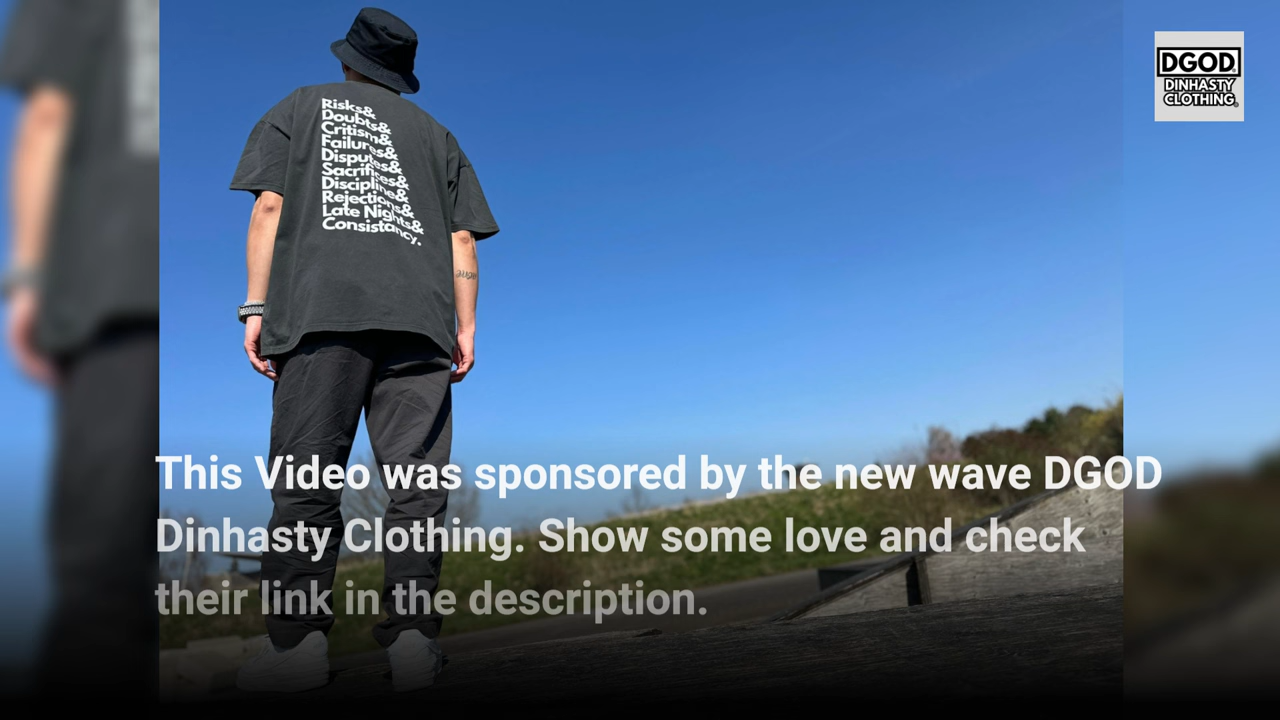 Risks&
Doubts&
Critism&
Failures&
Disputes&
Sacrifices&
Discipline&
Rejections&
Late Nights&
Consistancy.
DGOD.
DINHASTY
CLOTHING
This Video was sponsored by the new wave DGOD
Dinhasty Clothing. Show some love and check
their link in the description.